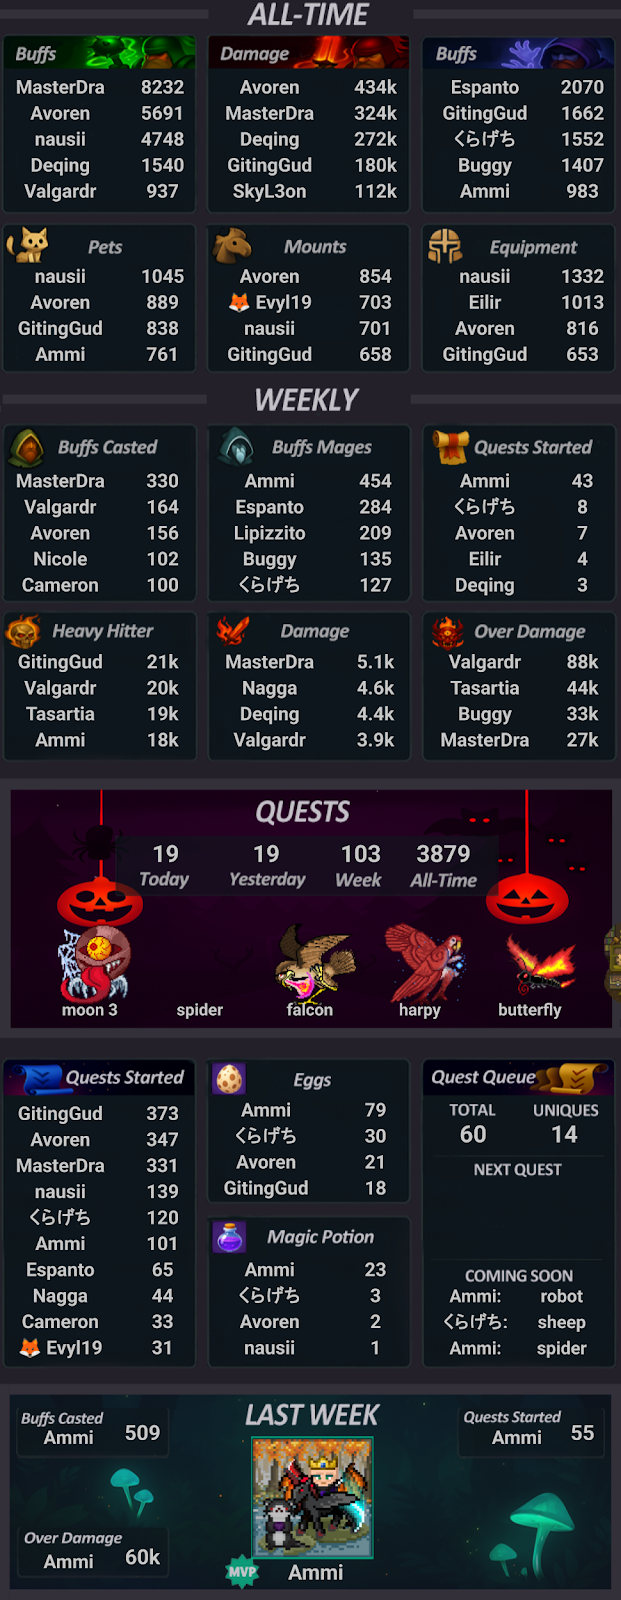 ALL-TIME
Buffs
MasterDra 8232
Avoren 5691
nausii 4748
Deqing 1540
Valgardr 937
Damage
Avoren 434k
MasterDra 324k
Deqing 272k
GitingGud 180k
SkyL3on 112k
Buffs
Espanto 2070
GitingGud 1662
くらげち 1552
Buggy 1407
Ammi 983
Pets
nausii 1045
Avoren 889
GitingGud 838
Ammi 761
Mounts
Avoren 854
🦊 Evyl19 703
nausii 701
GitingGud 658
Equipment
nausii 1332
Eilir 1013
Avoren 816
GitingGud 653
WEEKLY
Buffs Casted
MasterDra 330
Valgardr 164
Avoren 156
Nicole 102
Cameron 100
Buffs Mages
Ammi 454
Espanto 284
Lipizzito 209
Buggy 135
くらげち 127
Quests Started
Ammi 43
くらげち 8
Avoren 7
Eilir 4
Deqing 3
Heavy Hitter
GitingGud 21k
Valgardr 20k
Tasartia 19k
Ammi 18k
Damage
MasterDra 5.1k
Nagga 4.6k
Deqing 4.4k
Valgardr 3.9k
Over Damage
Valgardr 88k
Tasartia 44k
Buggy 33k
MasterDra 27k
QUESTS
19 19 103 3879
Today Yesterday Week All-Time
moon 3 spider falcon harpy butterfly
Quests Started
GitingGud 373
Avoren 347
MasterDra 331
nausii 139
くらげち 120
Ammi 101
Espanto 65
Nagga 44
Cameron 33
🦊 Evyl19 31
Eggs
Ammi 79
くらげち 30
Avoren 21
GitingGud 18
Magic Potion
Ammi 23
くらげち 3
Avoren 2
nausii 1
Quest Queue
TOTAL UNIQUES
60 14
NEXT QUEST
COMING SOON
Ammi: robot
くらげち: sheep
Ammi: spider
LAST WEEK
Buffs Casted
Ammi 509
Quests Started
Ammi 55
Over Damage
Ammi 60k
MVP Ammi